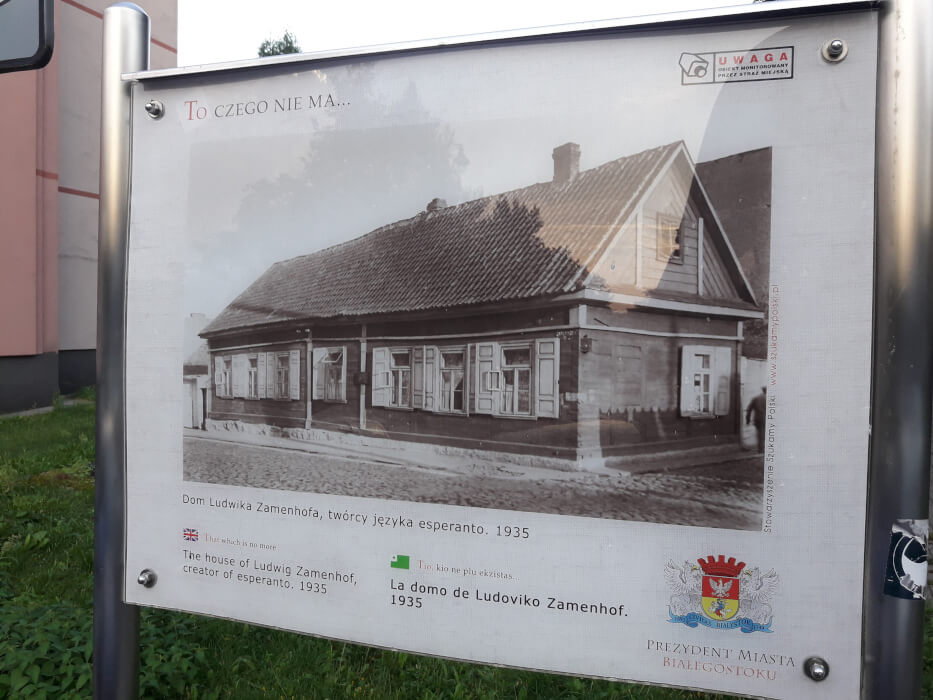 To czego nie ma...
UWAGA
OBIEKT MONITOROWANY
PRZEZ STRAŻ MIEJSKĄ
Stowarzyszenie Szukamy Polski www.szukamypolski.pl
Dom Ludwika Zamenhofa, twórcy języka esperanto. 1935
That which is no more
The house of Ludwig Zamenhof,
creator of esperanto. 1935
Tio, kio ne plu ekzistas...
La domo de Ludoviko Zamenhof.
1935
BIAŁYSTOK
Prezydent Miasta
Białegostoku